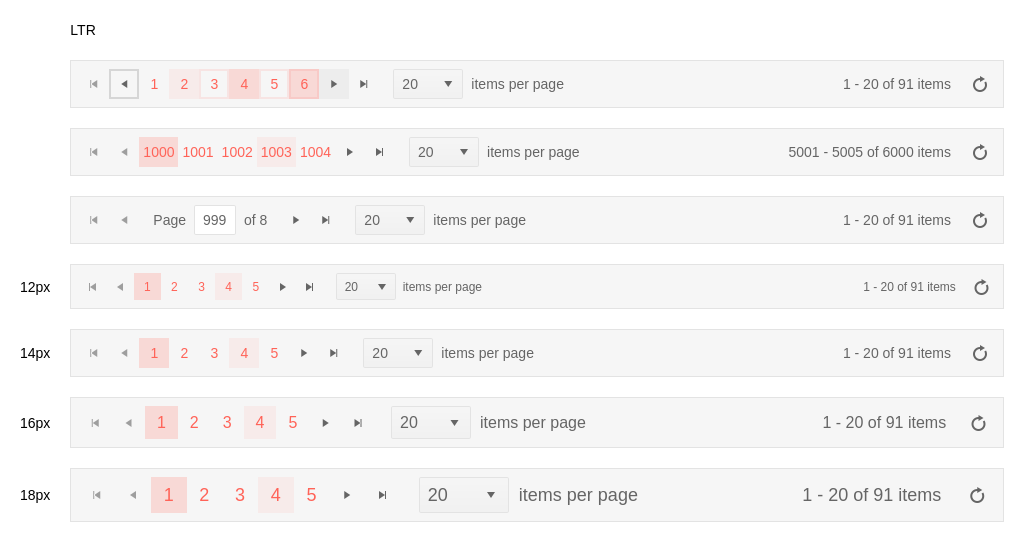 LTR
1 2 3 4 5 6 20 items per page 1 - 20 of 91 items
1000 1001 1002 1003 1004 20 items per page 5001 - 5005 of 6000 items
Page 999 of 8 20 items per page 1 - 20 of 91 items
12px 1 2 3 4 5 20 items per page 1 - 20 of 91 items
14px 1 2 3 4 5 20 items per page 1 - 20 of 91 items
16px 1 2 3 4 5 20 items per page 1 - 20 of 91 items
18px 1 2 3 4 5 20 items per page 1 - 20 of 91 items